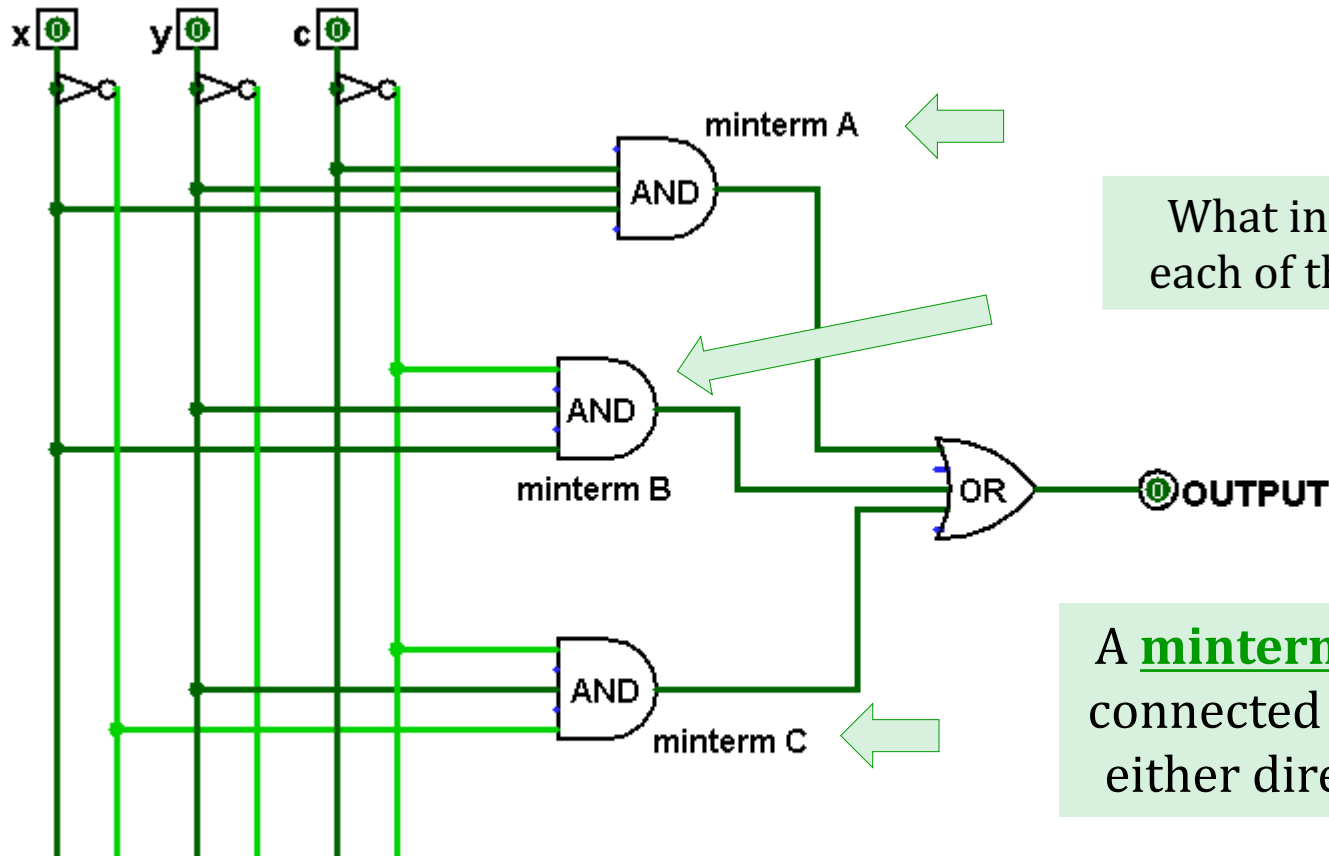 x 0 y 0 c 0
minterm A
AND
What in
each of th
AND
minterm B
OR
0 OUTPUT
A minterm
connected
either dire
AND
minterm C